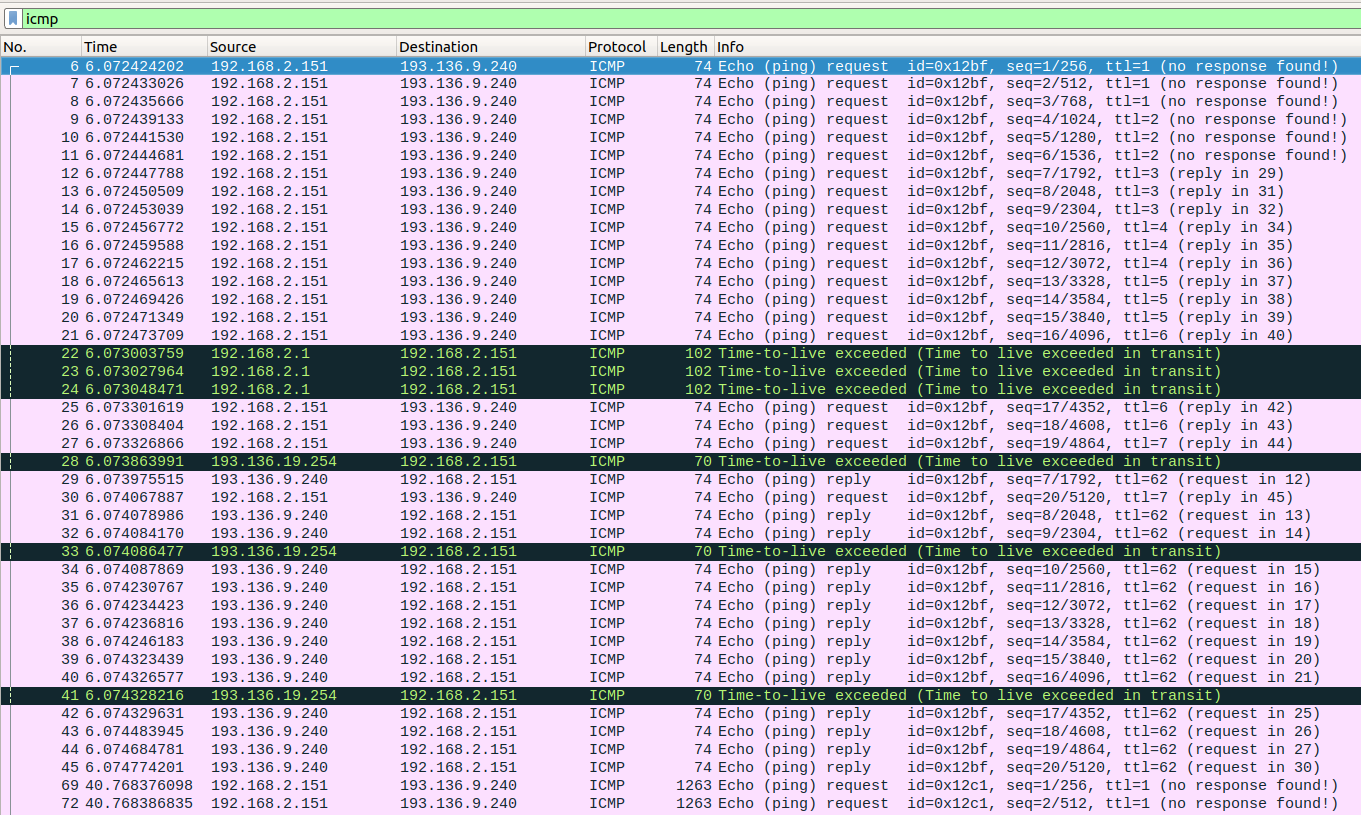 icmp
No. Time Source Destination Protocol Length Info
6 6.072424202 192.168.2.151 193.136.9.240 ICMP 74 Echo (ping) request id=0x12bf, seq=1/256, ttl=1 (no response found!)
7 6.072433026 192.168.2.151 193.136.9.240 ICMP 74 Echo (ping) request id=0x12bf, seq=2/512, ttl=1 (no response found!)
8 6.072435666 192.168.2.151 193.136.9.240 ICMP 74 Echo (ping) request id=0x12bf, seq=3/768, ttl=1 (no response found!)
9 6.072439133 192.168.2.151 193.136.9.240 ICMP 74 Echo (ping) request id=0x12bf, seq=4/1024, ttl=2 (no response found!)
10 6.072441530 192.168.2.151 193.136.9.240 ICMP 74 Echo (ping) request id=0x12bf, seq=5/1280, ttl=2 (no response found!)
11 6.072444681 192.168.2.151 193.136.9.240 ICMP 74 Echo (ping) request id=0x12bf, seq=6/1536, ttl=2 (no response found!)
12 6.072447788 192.168.2.151 193.136.9.240 ICMP 74 Echo (ping) request id=0x12bf, seq=7/1792, ttl=3 (reply in 29)
13 6.072450509 192.168.2.151 193.136.9.240 ICMP 74 Echo (ping) request id=0x12bf, seq=8/2048, ttl=3 (reply in 31)
14 6.072453039 192.168.2.151 193.136.9.240 ICMP 74 Echo (ping) request id=0x12bf, seq=9/2304, ttl=3 (reply in 32)
15 6.072456772 192.168.2.151 193.136.9.240 ICMP 74 Echo (ping) request id=0x12bf, seq=10/2560, ttl=4 (reply in 34)
16 6.072459588 192.168.2.151 193.136.9.240 ICMP 74 Echo (ping) request id=0x12bf, seq=11/2816, ttl=4 (reply in 35)
17 6.072462215 192.168.2.151 193.136.9.240 ICMP 74 Echo (ping) request id=0x12bf, seq=12/3072, ttl=4 (reply in 36)
18 6.072465613 192.168.2.151 193.136.9.240 ICMP 74 Echo (ping) request id=0x12bf, seq=13/3328, ttl=5 (reply in 37)
19 6.072469426 192.168.2.151 193.136.9.240 ICMP 74 Echo (ping) request id=0x12bf, seq=14/3584, ttl=5 (reply in 38)
20 6.072471349 192.168.2.151 193.136.9.240 ICMP 74 Echo (ping) request id=0x12bf, seq=15/3840, ttl=5 (reply in 39)
21 6.072473709 192.168.2.151 193.136.9.240 ICMP 74 Echo (ping) request id=0x12bf, seq=16/4096, ttl=6 (reply in 40)
22 6.073003759 192.168.2.1 192.168.2.151 ICMP 102 Time-to-live exceeded (Time to live exceeded in transit)
23 6.073027964 192.168.2.1 192.168.2.151 ICMP 102 Time-to-live exceeded (Time to live exceeded in transit)
24 6.073048471 192.168.2.1 192.168.2.151 ICMP 102 Time-to-live exceeded (Time to live exceeded in transit)
25 6.073301619 192.168.2.151 193.136.9.240 ICMP 74 Echo (ping) request id=0x12bf, seq=17/4352, ttl=6 (reply in 42)
26 6.073308404 192.168.2.151 193.136.9.240 ICMP 74 Echo (ping) request id=0x12bf, seq=18/4608, ttl=6 (reply in 43)
27 6.073326866 192.168.2.151 193.136.9.240 ICMP 74 Echo (ping) request id=0x12bf, seq=19/4864, ttl=7 (reply in 44)
28 6.073863991 193.136.19.254 192.168.2.151 ICMP 70 Time-to-live exceeded (Time to live exceeded in transit)
29 6.073975515 193.136.9.240 192.168.2.151 ICMP 74 Echo (ping) reply id=0x12bf, seq=7/1792, ttl=62 (request in 12)
30 6.074067887 192.168.2.151 193.136.9.240 ICMP 74 Echo (ping) request id=0x12bf, seq=20/5120, ttl=7 (reply in 45)
31 6.074078986 193.136.9.240 192.168.2.151 ICMP 74 Echo (ping) reply id=0x12bf, seq=8/2048, ttl=62 (request in 13)
32 6.074084170 193.136.9.240 192.168.2.151 ICMP 74 Echo (ping) reply id=0x12bf, seq=9/2304, ttl=62 (request in 14)
33 6.074086477 193.136.19.254 192.168.2.151 ICMP 70 Time-to-live exceeded (Time to live exceeded in transit)
34 6.074087869 193.136.9.240 192.168.2.151 ICMP 74 Echo (ping) reply id=0x12bf, seq=10/2560, ttl=62 (request in 15)
35 6.074230767 193.136.9.240 192.168.2.151 ICMP 74 Echo (ping) reply id=0x12bf, seq=11/2816, ttl=62 (request in 16)
36 6.074234423 193.136.9.240 192.168.2.151 ICMP 74 Echo (ping) reply id=0x12bf, seq=12/3072, ttl=62 (request in 17)
37 6.074236816 193.136.9.240 192.168.2.151 ICMP 74 Echo (ping) reply id=0x12bf, seq=13/3328, ttl=62 (request in 18)
38 6.074246183 193.136.9.240 192.168.2.151 ICMP 74 Echo (ping) reply id=0x12bf, seq=14/3584, ttl=62 (request in 19)
39 6.074323439 193.136.9.240 192.168.2.151 ICMP 74 Echo (ping) reply id=0x12bf, seq=15/3840, ttl=62 (request in 20)
40 6.074326577 193.136.9.240 192.168.2.151 ICMP 74 Echo (ping) reply id=0x12bf, seq=16/4096, ttl=62 (request in 21)
41 6.074328216 193.136.19.254 192.168.2.151 ICMP 70 Time-to-live exceeded (Time to live exceeded in transit)
42 6.074329631 193.136.9.240 192.168.2.151 ICMP 74 Echo (ping) reply id=0x12bf, seq=17/4352, ttl=62 (request in 25)
43 6.074483945 193.136.9.240 192.168.2.151 ICMP 74 Echo (ping) reply id=0x12bf, seq=18/4608, ttl=62 (request in 26)
44 6.074684781 193.136.9.240 192.168.2.151 ICMP 74 Echo (ping) reply id=0x12bf, seq=19/4864, ttl=62 (request in 27)
45 6.074774201 193.136.9.240 192.168.2.151 ICMP 74 Echo (ping) reply id=0x12bf, seq=20/5120, ttl=62 (request in 30)
69 40.768376098 192.168.2.151 193.136.9.240 ICMP 1263 Echo (ping) request id=0x12c1, seq=1/256, ttl=1 (no response found!)
72 40.768386835 192.168.2.151 193.136.9.240 ICMP 1263 Echo (ping) request id=0x12c1, seq=2/512, ttl=1 (no response found!)